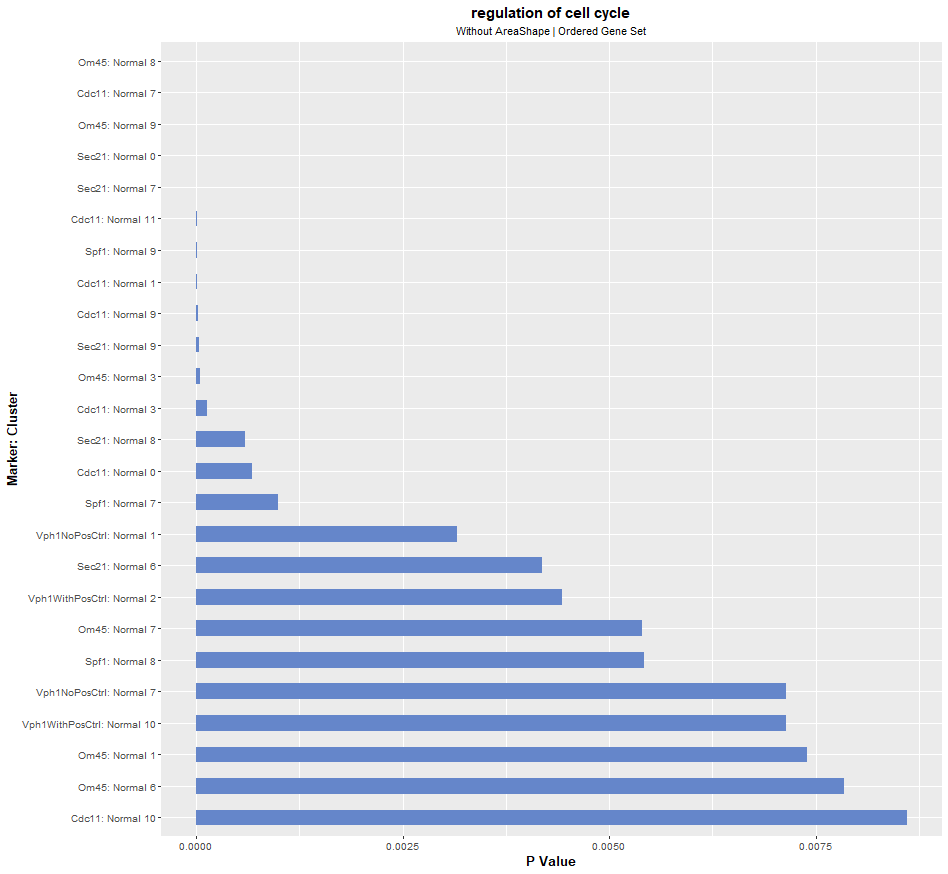 regulation of cell cycle
Without AreaShape | Ordered Gene Set
Om45: Normal 8
Cdc11: Normal 7
Om45: Normal 9
Sec21: Normal 0
Sec21: Normal 7
Cdc11: Normal 11
Spf1: Normal 9
Cdc11: Normal 1
Cdc11: Normal 9
Sec21: Normal 9
Om45: Normal 3
Cdc11: Normal 3
Sec21: Normal 8
Cdc11: Normal 0
Spf1: Normal 7
Vph1NoPosCtrl: Normal 1
Sec21: Normal 6
Vph1WithPosCtrl: Normal 2
Om45: Normal 7
Spf1: Normal 8
Vph1NoPosCtrl: Normal 7
Vph1WithPosCtrl: Normal 10
Om45: Normal 1
Om45: Normal 6
Cdc11: Normal 10
Marker: Cluster
0.0000 0.0025 0.0050 0.0075
P Value